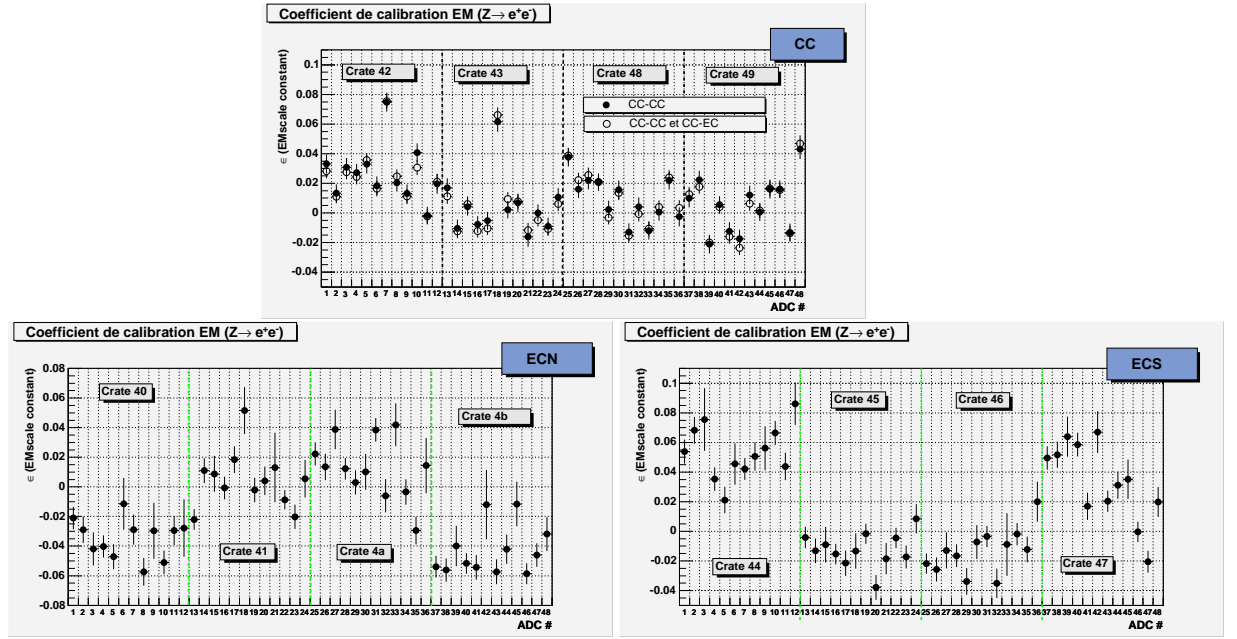 Coefficient de calibration EM (Z→ e⁺e⁻)
CC
∈ (EMscale constant)
0.1
0.08
0.06
0.04
0.02
0
-0.02
-0.04
Crate 42
Crate 43
Crate 48
Crate 49
CC-CC
CC-CC et CC-EC
1 2 3 4 5 6 7 8 9 10 11 12 13 14 15 16 17 18 19 20 21 22 23 24 25 26 27 28 29 30 31 32 33 34 35 36 37 38 39 40 41 42 43 44 45 46 47 48
ADC #
Coefficient de calibration EM (Z→ e⁺e⁻)
ECN
∈ (EMscale constant)
0.08
0.06
0.04
0.02
0
-0.02
-0.04
-0.06
-0.08
Crate 40
Crate 4b
Crate 41
Crate 4a
1 2 3 4 5 6 7 8 9 10 11 12 13 14 15 16 17 18 19 20 21 22 23 24 25 26 27 28 29 30 31 32 33 34 35 36 37 38 39 40 41 42 43 44 45 46 47 48
ADC #
Coefficient de calibration EM (Z→ e⁺e⁻)
ECS
∈ (EMscale constant)
0.1
0.08
0.06
0.04
0.02
0
-0.02
-0.04
Crate 45
Crate 46
Crate 44
Crate 47
1 2 3 4 5 6 7 8 9 10 11 12 13 14 15 16 17 18 19 20 21 22 23 24 25 26 27 28 29 30 31 32 33 34 35 36 37 38 39 40 41 42 43 44 45 46 47 48
ADC #